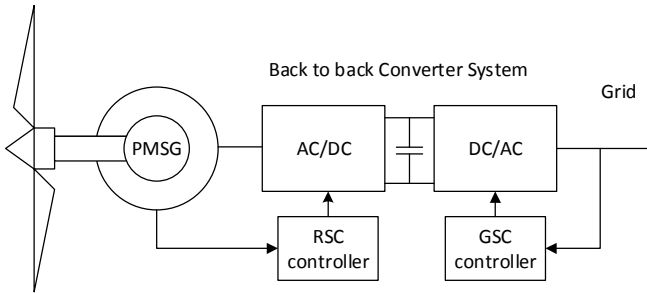 Back to back Converter System
Grid
PMSG
AC/DC
DC/AC
RSC
controller
GSC
controller